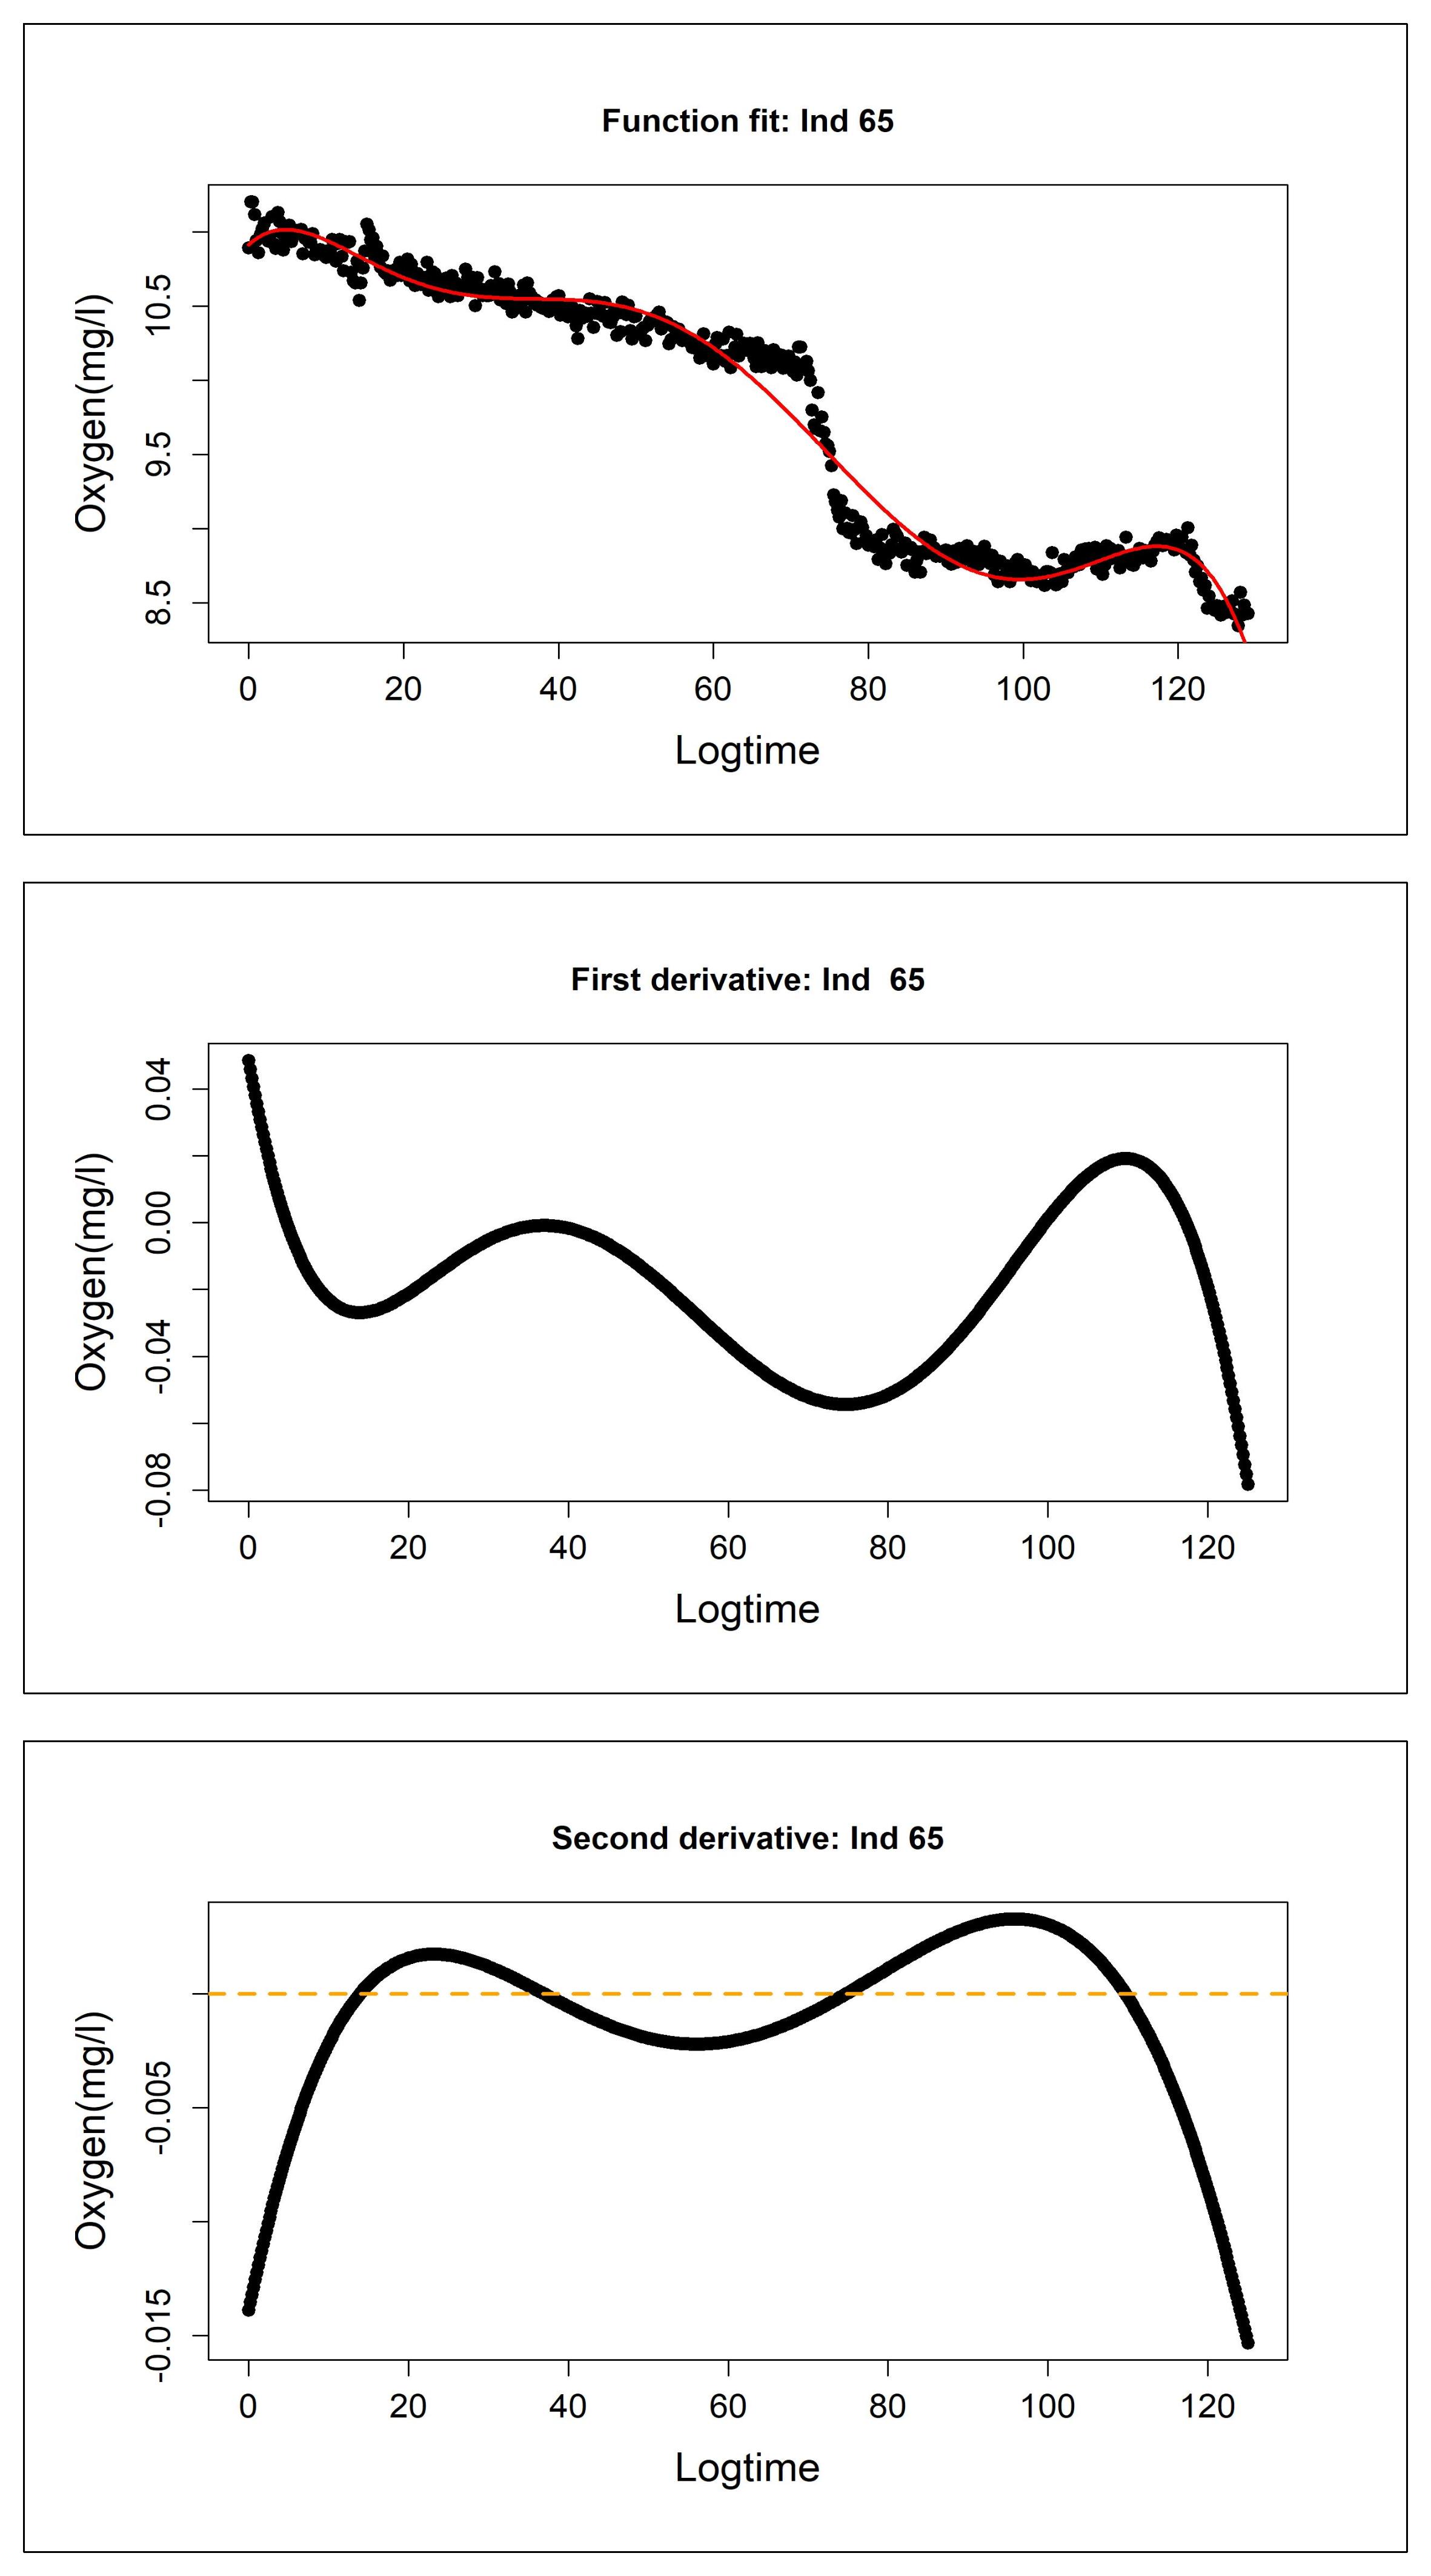 Function fit: Ind 65
Oxygen(mg/l)
10.5
9.5
8.5
0 20 40 60 80 100 120
Logtime
First derivative: Ind  65
Oxygen(mg/l)
0.04
0.00
-0.04
-0.08
0 20 40 60 80 100 120
Logtime
Second derivative: Ind 65
Oxygen(mg/l)
-0.005
-0.015
0 20 40 60 80 100 120
Logtime